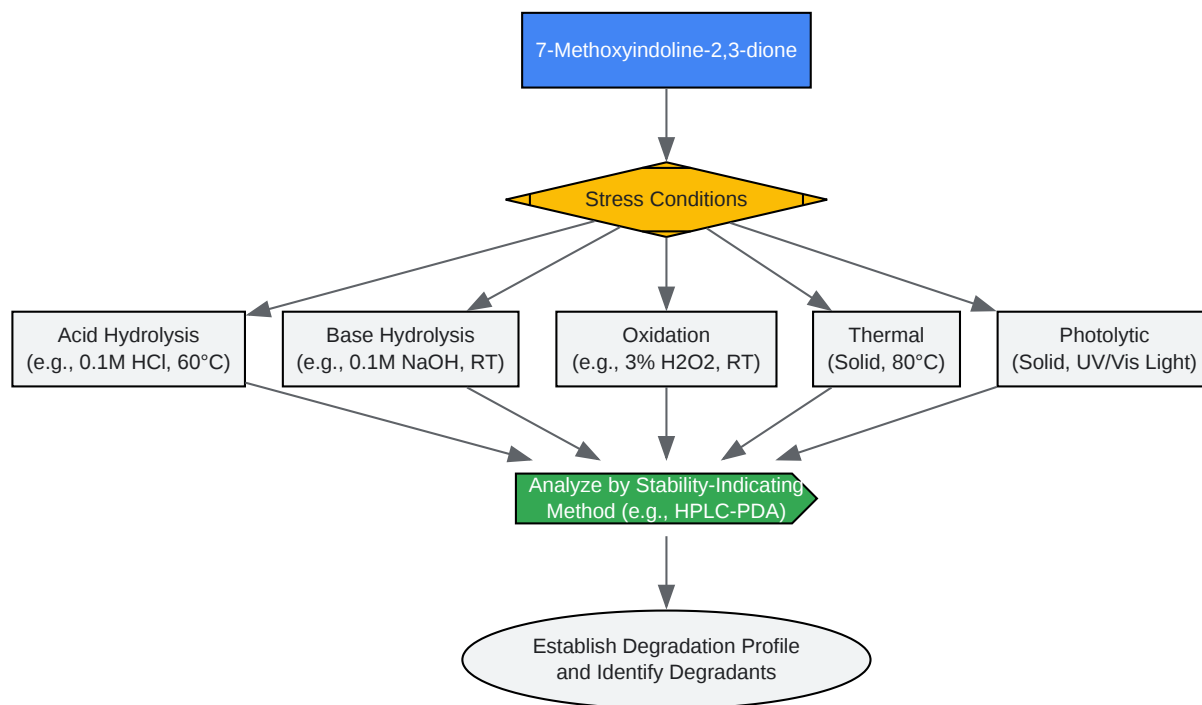 7-Methoxyindoline-2,3-dione
Stress Conditions
Acid Hydrolysis
(e.g., 0.1M HCl, 60°C)
Base Hydrolysis
(e.g., 0.1M NaOH, RT)
Oxidation
(e.g., 3% H2O2, RT)
Thermal
(Solid, 80°C)
Photolytic
(Solid, UV/Vis Light)
Analyze by Stability-Indicating
Method (e.g., HPLC-PDA)
Establish Degradation Profile
and Identify Degradants